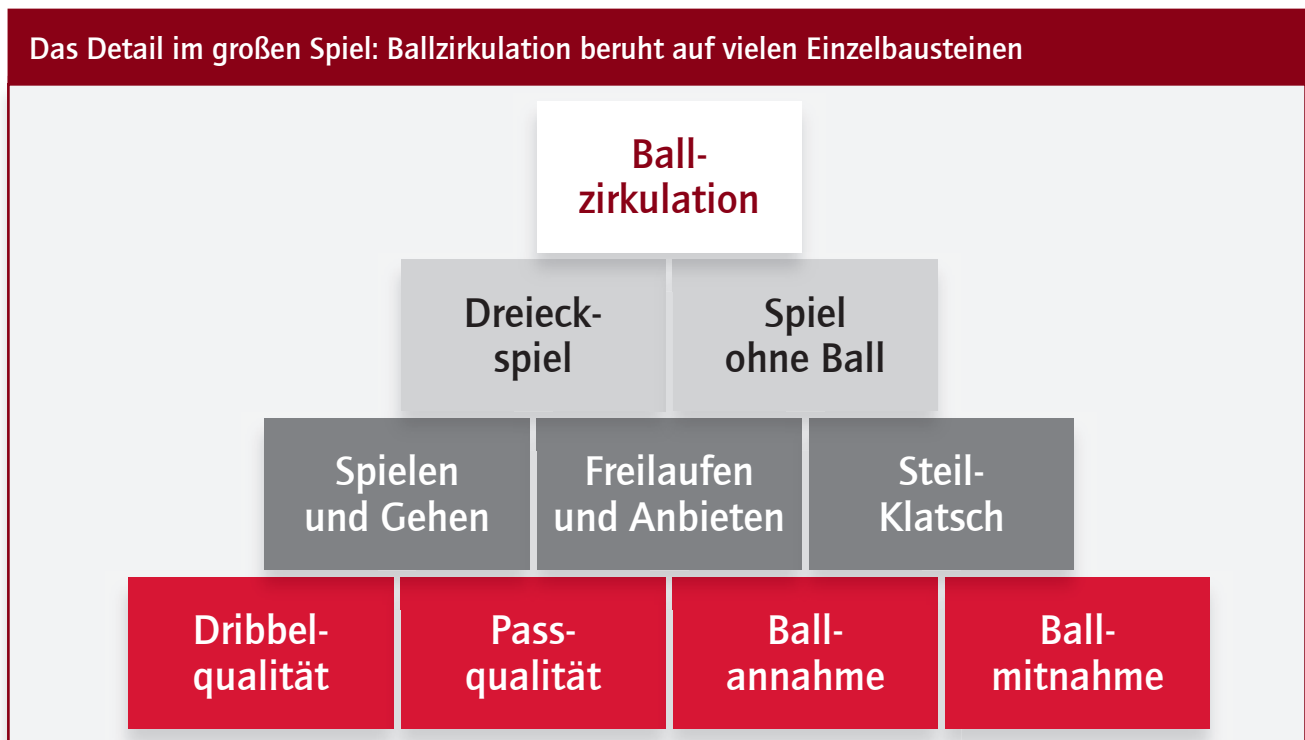 Das Detail im großen Spiel: Ballzirkulation beruht auf vielen Einzelbausteinen
Ball-
zirkulation
Dreieck-
spiel
Spiel
ohne Ball
Spielen
und Gehen
Freilaufen
und Anbieten
Steil-
Klatsch
Dribbel-
qualität
Pass-
qualität
Ball-
annahme
Ball-
mitnahme